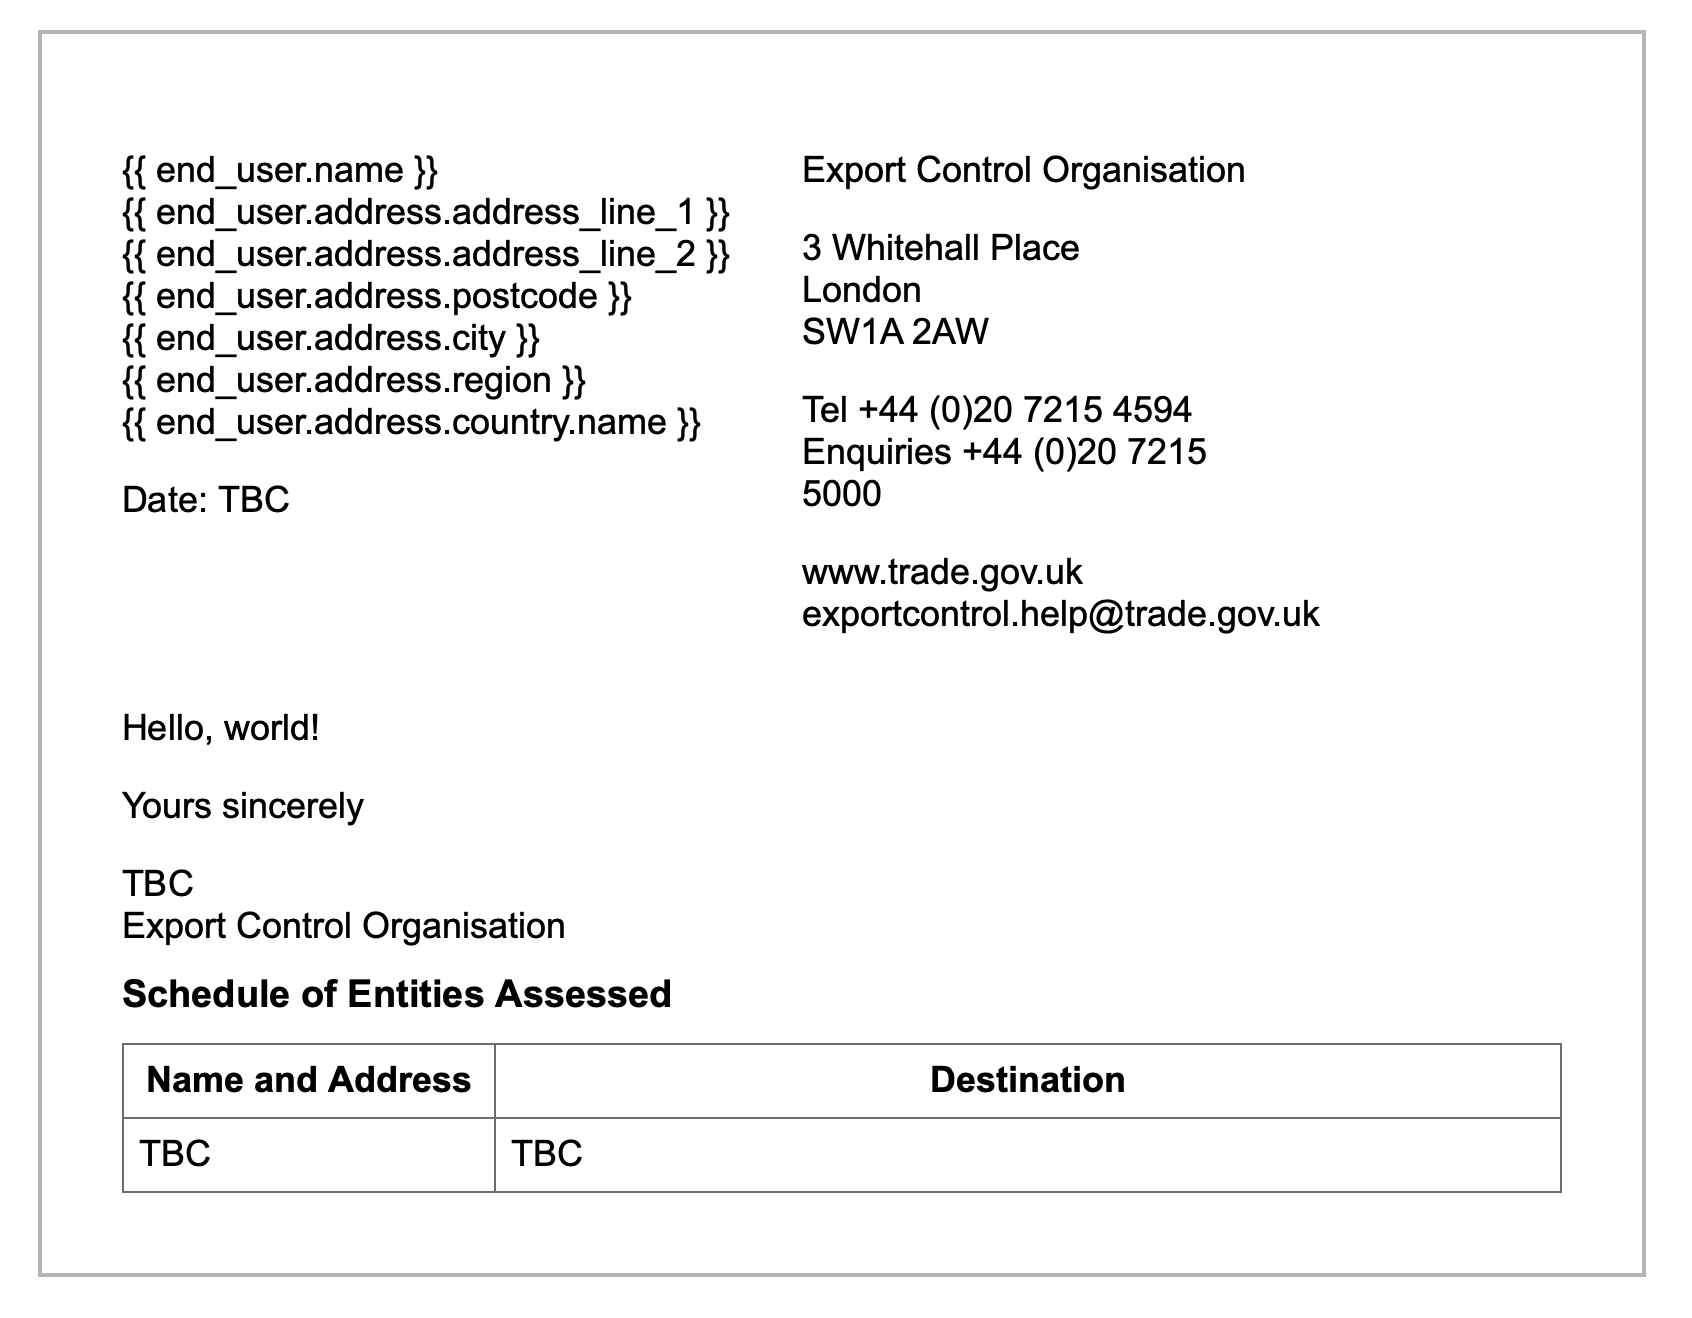 {{ end_user.name }}
{{ end_user.address.address_line_1 }}
{{ end_user.address.address_line_2 }}
{{ end_user.address.postcode }}
{{ end_user.address.city }}
{{ end_user.address.region }}
{{ end_user.address.country.name }}
Date: TBC
Export Control Organisation
3 Whitehall Place
London
SW1A 2AW
Tel +44 (0)20 7215 4594
Enquiries +44 (0)20 7215
5000
www.trade.gov.uk
exportcontrol.help@trade.gov.uk
Hello, world!
Yours sincerely
TBC
Export Control Organisation
Schedule of Entities Assessed
Name and Address Destination
TBC TBC